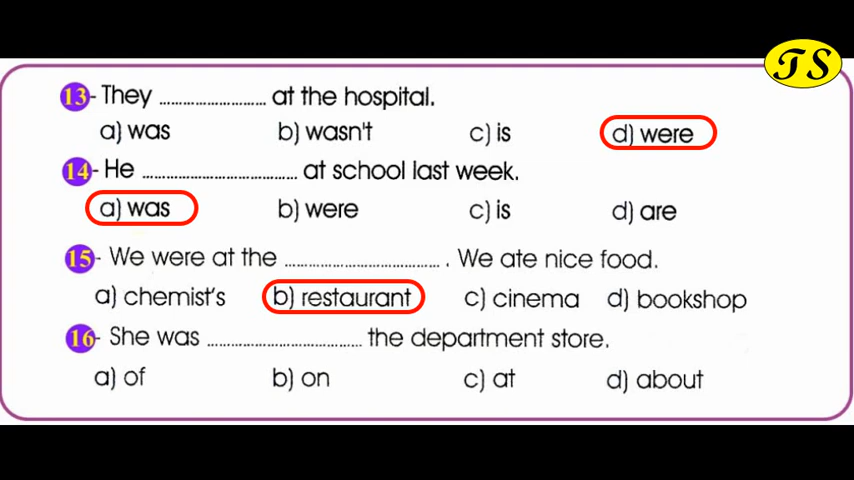 TS
13- They ........................... at the hospital.
a) was b) wasn't c) is d) were
14- He ....................................... at school last week.
a) was b) were c) is d) are
15- We were at the ....................................... . We ate nice food.
a) chemist's b) restaurant c) cinema d) bookshop
16- She was ....................................... the department store.
a) of b) on c) at d) about